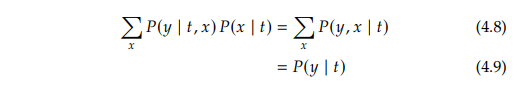 ∑ₓ P(y | t, x) P(x | t) = ∑ₓ P(y, x | t) (4.8)
= P(y | t) (4.9)